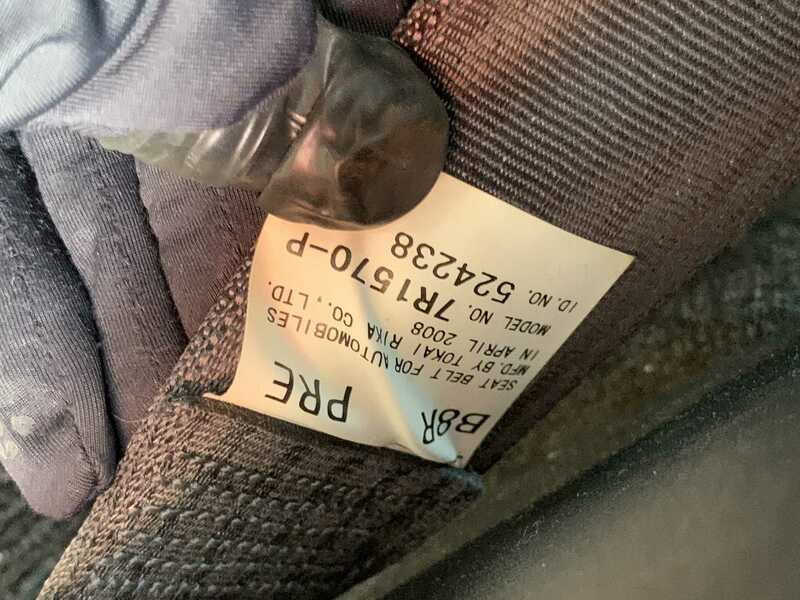 B8R PRE
SEAT BELT FOR AUTOMOBILES
MFD. BY TOKAI RIKA CO., LTD.
IN APRIL 2008
MODEL NO. 7R1570-P
ID.NO. 524238